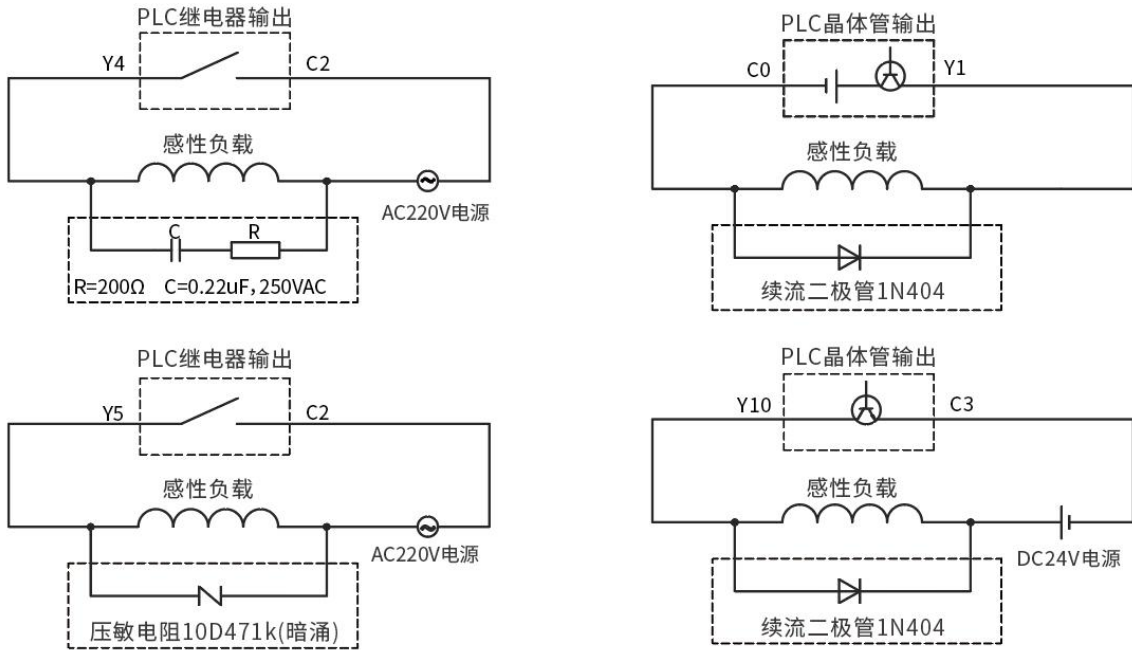 PLC继电器输出
Y4
C2
感性负载
AC220V电源
C
R
R=200Ω C=0.22uF,250VAC
PLC晶体管输出
C0
Y1
感性负载
续流二极管1N404
PLC继电器输出
Y5
C2
感性负载
AC220V电源
压敏电阻10D471k(暗涌)
PLC晶体管输出
Y10
C3
感性负载
DC24V电源
续流二极管1N404